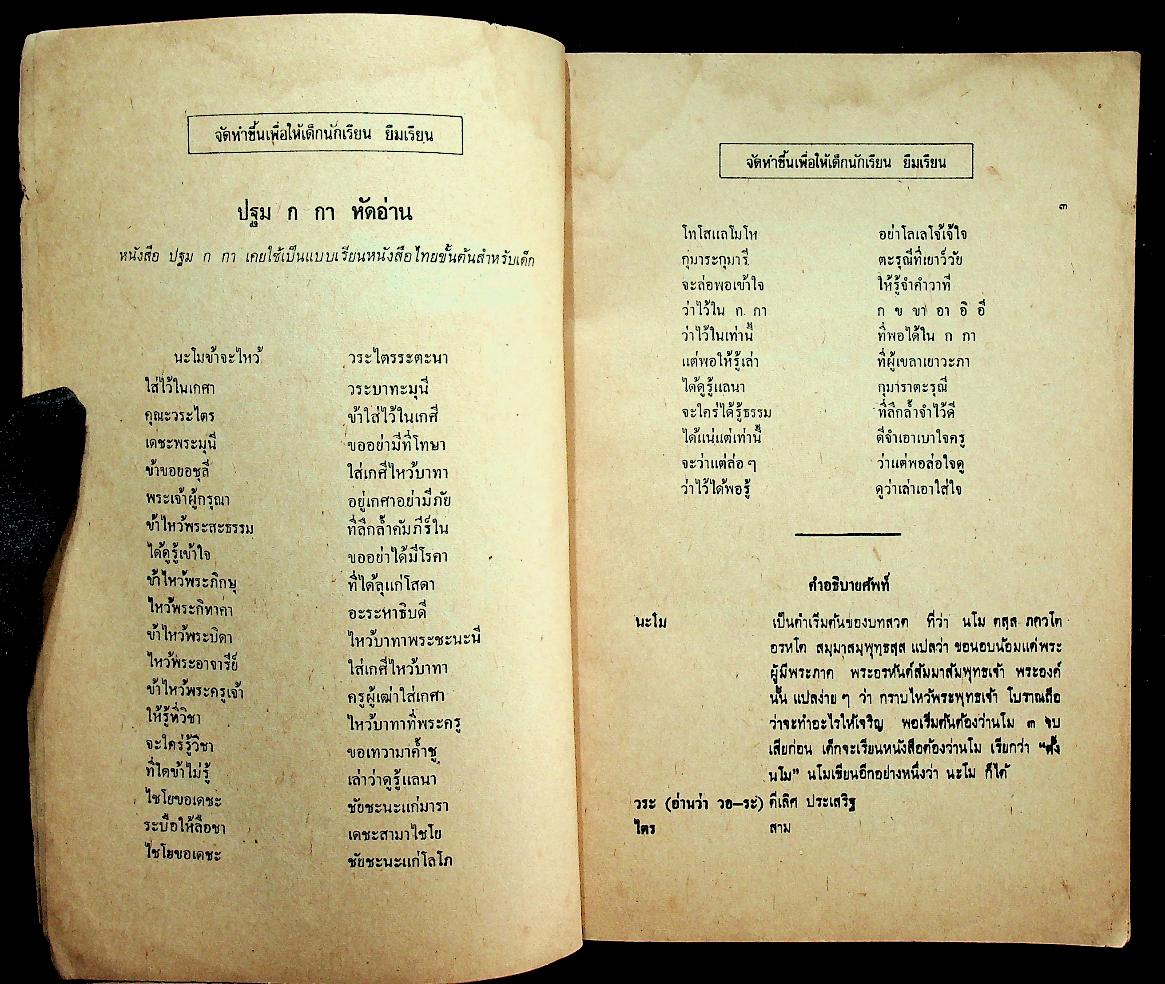 จัดทำขึ้นเพื่อให้เด็กนักเรียน ยืมเรียน
ปฐม ก กา หัดอ่าน
หนังสือ ปฐม ก กา เคยใช้เป็นแบบเรียนหนังสือไทยขั้นต้นสำหรับเด็ก
นะโมข้าจะไหว้ วระไตรระตะนา
ใส่ไว้ในเกศา วระบาทะมุนี
คุณะวระไตร ข้าใส่ไว้ในเกศี
เดชะพระมุนี ขออย่ามีที่โทษา
ข้าขอยอชุลี ใส่เกศีไหว้บาทา
พระเจ้าผู้กรุณา อยู่เกศาอย่ามีภัย
ข้าไหว้พระสะธรรม ที่ลึกล้ำคัมภีร์ใน
ได้ดูรู้เข้าใจ ขออย่าได้มีโรคา
ข้าไหว้พระภิกษุ ที่ได้ลุแก่โสดา
ไหว้พระกิทาคา อะระหาธิบดี
ข้าไหว้พระบิดา ไหว้บาทาพระชะนะนี
ไหว้พระอาจารีย์ ใส่เกศีไหว้บาทา
ข้าไหว้พระครูเจ้า ครูผู้เฒ่าใส่เกศา
ให้รู้ที่วิชา ไหว้บาทาที่พระครู
จะใคร่รู้วิชา ขอเทวามาค้ำชู
ที่ใดข้าไม่รู้ เล่าว่าดูรู้แลนา
ไชโยขอเดชะ ชัยชะนะแก่มารา
ระบือให้ลือชา เดชะสามาไชโย
ไชโยขอเดชะ ชัยชะนะแก่โลโภ
จัดทำขึ้นเพื่อให้เด็กนักเรียน ยืมเรียน
๓
โทโสแลโมโห อย่าโลเลโจ้เจ้ใจ
กุมาระกุมารี ตะรุณีที่เยาว์วัย
จะล่อพอเข้าใจ ให้รู้จำคำวาที
ว่าไว้ใน ก กา ก ข ขา อา อิ อี
ว่าไว้ในเท่านี้ ที่พอได้ใน ก กา
แต่พอให้รู้เล่า ที่ผู้เขลาเยาวะภา
ได้ดูรู้แลนา กุมาราตะรุณี
จะใคร่ได้รู้ธรรม ที่ลึกล้ำจำไว้ดี
ได้แน่แต่เท่านี้ ดีจำเอาเบาใจครู
จะว่าแต่ล่อ ๆ ว่าแต่พอล่อใจดู
ว่าไว้ได้พอรู้ ดูว่าเล่าเอาใส่ใจ
คำอธิบายศัพท์
นะโม เป็นคำเริ่มต้นของบทสวด ที่ว่า นโม ตสฺส ภควโต
อรหโต สมฺมาสมฺพุทฺธสฺส แปลว่า ขอนอบน้อมแด่พระ
ผู้มีพระภาค พระอรหันต์สัมมาสัมพุทธเจ้า พระองค์
นั้น แปลง่าย ๆ ว่า กราบไหว้พระพุทธเจ้า โบราณถือ
ว่าจะทำอะไรให้เจริญ พอเริ่มต้นต้องว่านโม ๓ จบ
เสียก่อน เด็กจะเรียนหนังสือต้องว่านโม เรียกว่า “ตั้ง
นโม” นโมเขียนอีกอย่างหนึ่งว่า นะโม ก็ได้
วระ (อ่านว่า วอ–ระ) ดีเลิศ ประเสริฐ
ไตร สาม